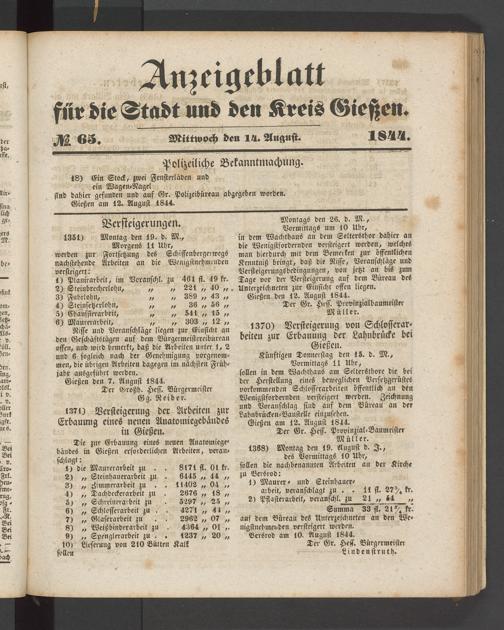 Anzeigeblatt
für die Stadt und den Kreis Gießen.
№ 65. Mittwoch den 14. August. 1844.
Polizeiliche Bekanntmachung.
48) Ein Stock, zwei Fensterladen und
ein Wagen-Nagel
sind dahier gefunden und auf Gr. Polizeibüreau abgegeben worden.
Gießen am 12. August 1844.
Versteigerungen.
1351) Montag den 19. d. M.,
Morgens 11 Uhr,
werden zur Fortsetzung des Schiffenbergerwegs
nachstehende Arbeiten an die Wenigstnehmenden
versteigert:
1) Planirarbeit, im Voranschl. zu 461 fl. 49 kr.
2) Steinbrecherlohn, „ „ 221 „ 40 „
3) Fuhrlohn, „ „ 389 „ 43 „
4) Steinsetzerlohn, „ „ 36 „ 56 „
5) Chaussirarbeit, „ „ 541 „ 15 „
6) Maurerarbeit, „ „ 303 „ 12 „
Risse und Voranschläge liegen zur Einsicht an
den Geschäftstagen auf dem Bürgermeistereibüreau
offen, und wird bemerkt, daß die Arbeiten unter 1, 2
und 6 sogleich nach der Genehmigung vorgenom-
men, die übrigen Arbeiten dagegen im nächsten Früh-
jahr ausgeführt werden.
Gießen den 7. August 1844.
Der Großh. Hess. Bürgermeister
Gg. Reiber.
1371) Versteigerung der Arbeiten zur
Erbauung eines neuen Anatomiegebäudes
in Gießen.
Die zur Erbauung eines neuen Anatomiege-
bäudes in Gießen erforderlichen Arbeiten, veran-
schlagt:
1) die Maurerarbeit zu . . 8171 fl. 01 kr.
2) „ Steinhauerarbeit zu . . 6445 „ 44 „
3) „ Zimmerarbeit zu . . 11402 „ 04 „
4) „ Dachdeckerarbeit zu . . 2676 „ 18 „
5) „ Schreinerarbeit zu . . 5297 „ 25 „
6) „ Schlosserarbeit zu . . 4271 „ 44 „
7) „ Glaserarbeit zu . . 2962 „ 07 „
8) „ Weißbinderarbeit zu . . 4364 „ 01 „
9) „ Spenglerarbeit zu . . 1237 „ 20 „
10) Lieferung von 210 Bütten Kalk
sollen
Montags den 26. d. M.,
Vormittags um 10 Uhr,
in dem Wachthaus an dem Seltersthor dahier an
die Wenigstfordernden versteigert werden, welches
man hierdurch mit dem Bemerken zur öffentlichen
Kenntniß bringt, daß die Risse, Voranschläge und
Versteigerungsbedingungen, von jetzt an bis zum
Tage vor der Versteigerung auf dem Büreau des
Unterzeichneten zur Einsicht offen liegen.
Gießen den 12. August 1844.
Der Gr. Hess. Provinzialbaumeister
Müller.
1370) Versteigerung von Schlosserar-
beiten zur Erbauung der Lahnbrücke bei
Gießen.
Künftigen Donnerstag den 15. d. M.,
Vormittags 11 Uhr,
sollen in dem Wachthaus am Seltersthore die bei
der Herstellung eines beweglichen Versetzgerüstes
vorkommenden Schlosserarbeiten öffentlich an den
Wenigstfordernden versteigert werden. Zeichnung
und Voranschlag sind auf dem Büreau an der
Lahnbrücken-Baustelle einzusehen.
Gießen am 12. August 1844.
Der Gr. Hess. Provinzial-Baumeister
Müller.
1368) Montag den 19. August d. J.,
des Vormittags 10 Uhr,
sollen die nachbenannten Arbeiten an der Kirche
zu Bersrod:
1) Maurer- und Steinhauer-
arbeit, veranschlagt zu . . 11 fl. 27½ kr.
2) Pflästerarbeit, veranschl. zu 21 „ 54 „
Summa 33 fl. 21½ kr.
auf dem Büreau des Unterzeichneten an den We-
nigstnehmenden versteigert werden.
Bersrod am 10. August 1844.
Der Gr. Hess. Bürgermeister
Lindenstruth.